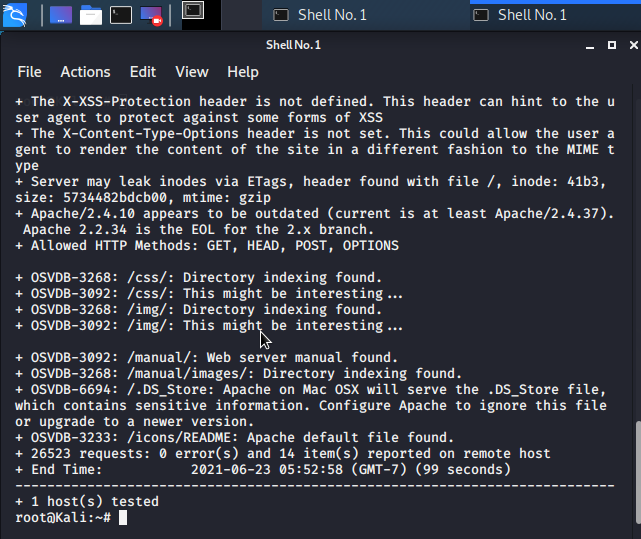 Shell No. 1
Shell No. 1
Shell No. 1
File Actions Edit View Help
+ The X-XSS-Protection header is not defined. This header can hint to the u
ser agent to protect against some forms of XSS
+ The X-Content-Type-Options header is not set. This could allow the user a
gent to render the content of the site in a different fashion to the MIME t
ype
+ Server may leak inodes via ETags, header found with file /, inode: 41b3,
size: 5734482bdcb00, mtime: gzip
+ Apache/2.4.10 appears to be outdated (current is at least Apache/2.4.37).
Apache 2.2.34 is the EOL for the 2.x branch.
+ Allowed HTTP Methods: GET, HEAD, POST, OPTIONS
+ OSVDB-3268: /css/: Directory indexing found.
+ OSVDB-3092: /css/: This might be interesting...
+ OSVDB-3268: /img/: Directory indexing found.
+ OSVDB-3092: /img/: This might be interesting...
+ OSVDB-3092: /manual/: Web server manual found.
+ OSVDB-3268: /manual/images/: Directory indexing found.
+ OSVDB-6694: /.DS_Store: Apache on Mac OSX will serve the .DS_Store file,
which contains sensitive information. Configure Apache to ignore this file
or upgrade to a newer version.
+ OSVDB-3233: /icons/README: Apache default file found.
+ 26523 requests: 0 error(s) and 14 item(s) reported on remote host
+ End Time: 2021-06-23 05:52:58 (GMT-7) (99 seconds)
---------------------------------------------------------------------------
+ 1 host(s) tested
root@Kali:~#